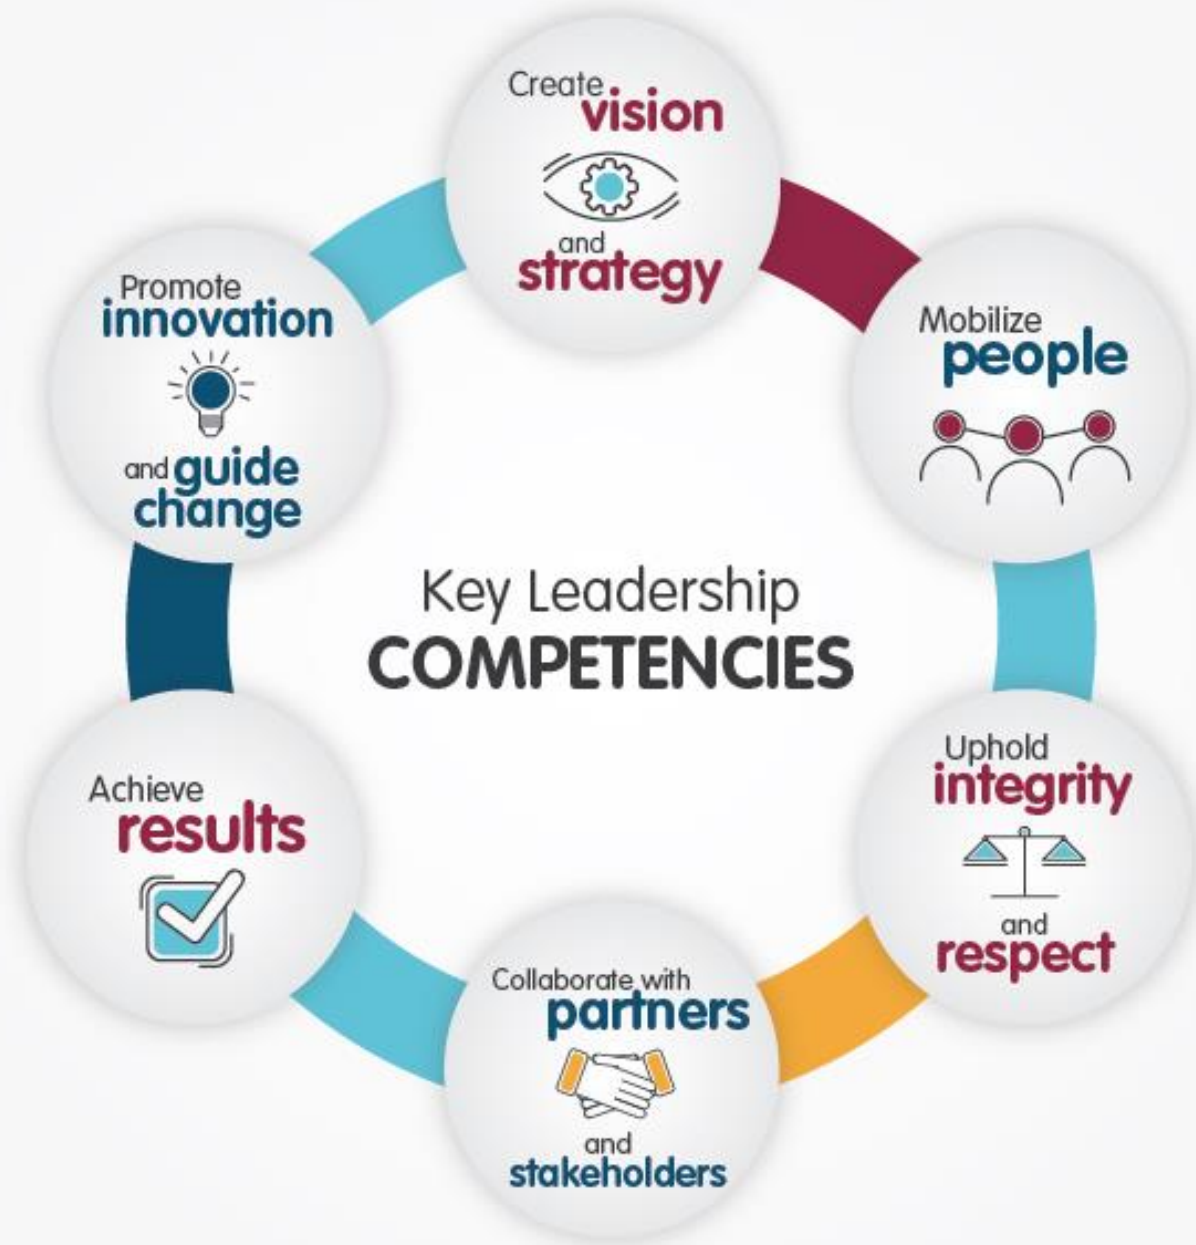 Create
vision
and
strategy
Mobilize
people
Uphold
integrity
and
respect
Collaborate with
partners
and
stakeholders
Achieve
results
Promote
innovation
and guide
change
Key Leadership
COMPETENCIES